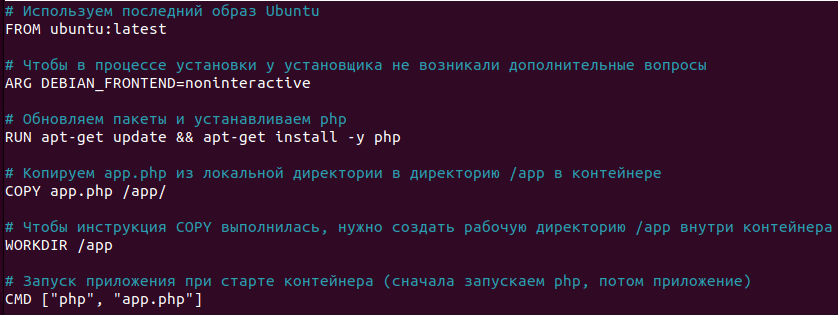 # Используем последний образ Ubuntu
FROM ubuntu:latest
# Чтобы в процессе установки у установщика не возникали дополнительные вопросы
ARG DEBIAN_FRONTEND=noninteractive
# Обновляем пакеты и устанавливаем php
RUN apt-get update && apt-get install -y php
# Копируем app.php из локальной директории в директорию /app в контейнере
COPY app.php /app/
# Чтобы инструкция COPY выполнилась, нужно создать рабочую директорию /app внутри контейнера
WORKDIR /app
# Запуск приложения при старте контейнера (сначала запускаем php, потом приложение)
CMD ["php", "app.php"]